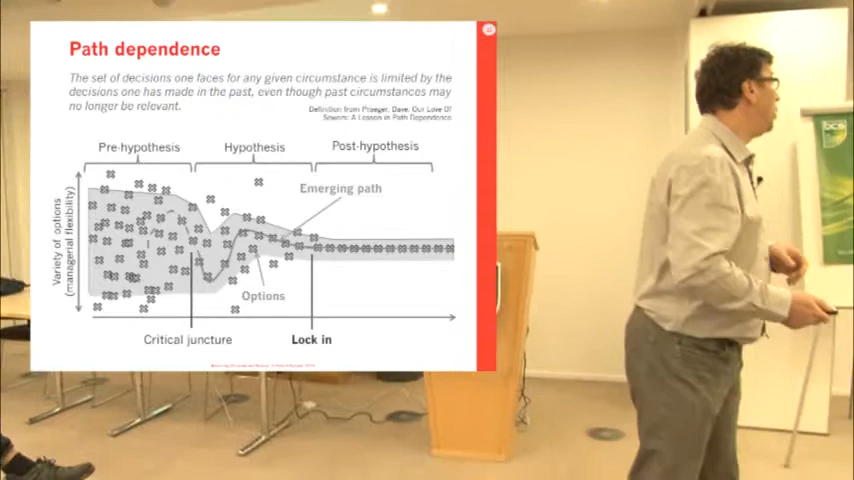 Path dependence
The set of decisions one faces for any given circumstance is limited by the
decisions one has made in the past, even though past circumstances may
no longer be relevant.
Definition from Praeger, Dave, Our Love Of
Sewers: A Lesson in Path Dependence
Pre-hypothesis
Hypothesis
Post-hypothesis
Variety of options
(managerial flexibility)
Emerging path
Options
Critical juncture
Lock in
bcs